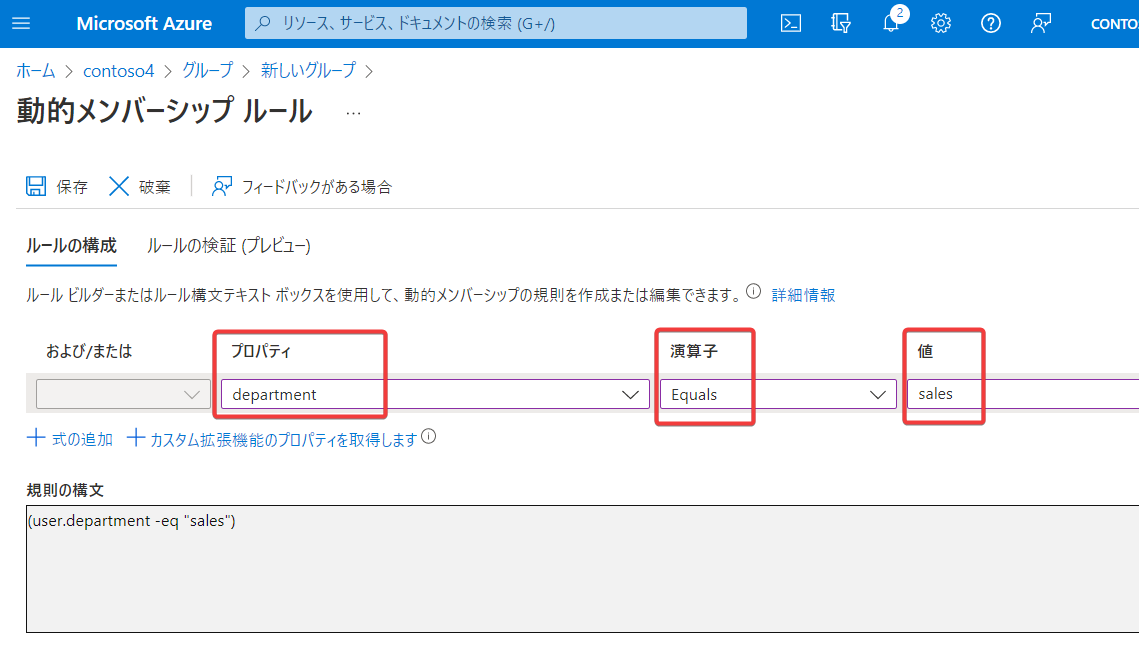 Microsoft Azure
リソース、サービス、ドキュメントの検索 (G+/)
2
CONTO
ホーム > contoso4 > グループ > 新しいグループ >
動的メンバーシップ ルール ...
保存 破棄 フィードバックがある場合
ルールの構成 ルールの検証 (プレビュー)
ルール ビルダーまたはルール構文テキスト ボックスを使用して、動的メンバーシップの規則を作成または編集できます。 詳細情報
および/または プロパティ 演算子 値
department Equals sales
+ 式の追加 + カスタム拡張機能のプロパティを取得します
規則の構文
(user.department -eq "sales")